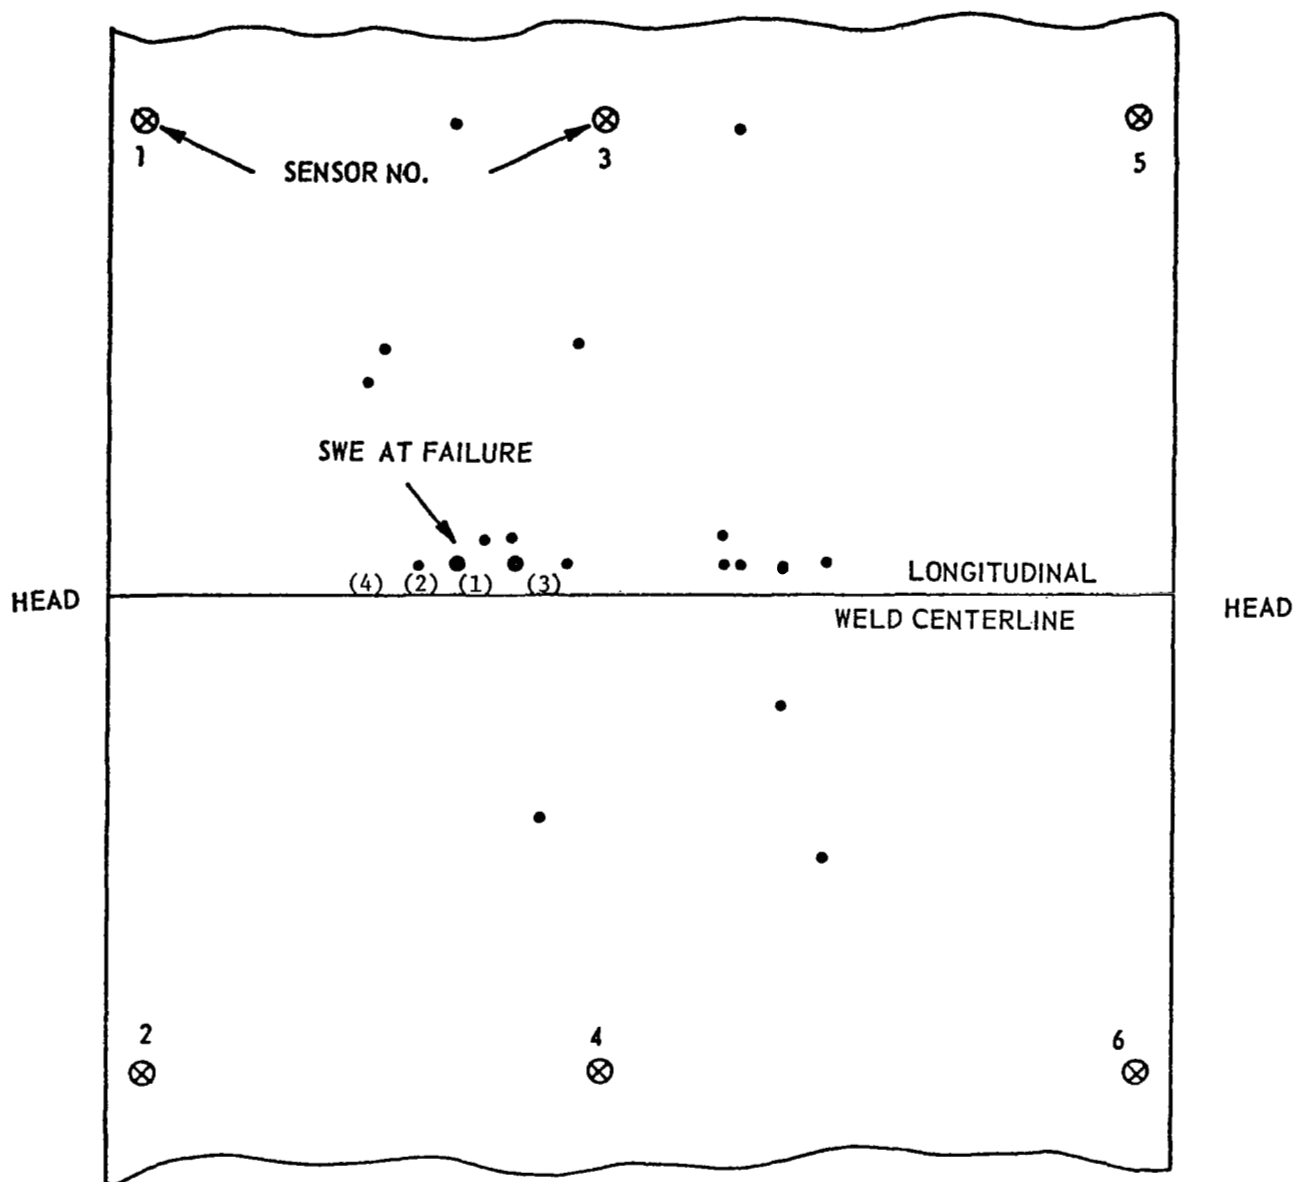 1
3
5
SENSOR NO.
SWE AT FAILURE
(4) (2) (1) (3)
LONGITUDINAL
HEAD
HEAD
WELD CENTERLINE
2
4
6